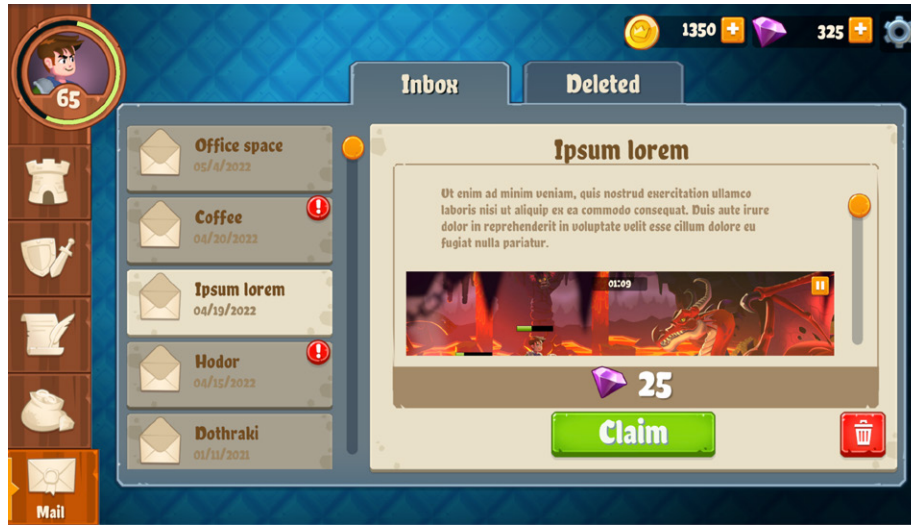 1350
325
65
Inbox
Deleted
Office space
05/4/2022
Coffee
04/20/2022
Ipsum lorem
04/19/2022
Hodor
04/15/2022
Dothraki
01/11/2021
Mail
Ipsum lorem
Ut enim ad minim veniam, quis nostrud exercitation ullamco
laboris nisi ut aliquip ex ea commodo consequat. Duis aute irure
dolor in reprehenderit in voluptate velit esse cillum dolore eu
fugiat nulla pariatur.
01:09
25
Claim